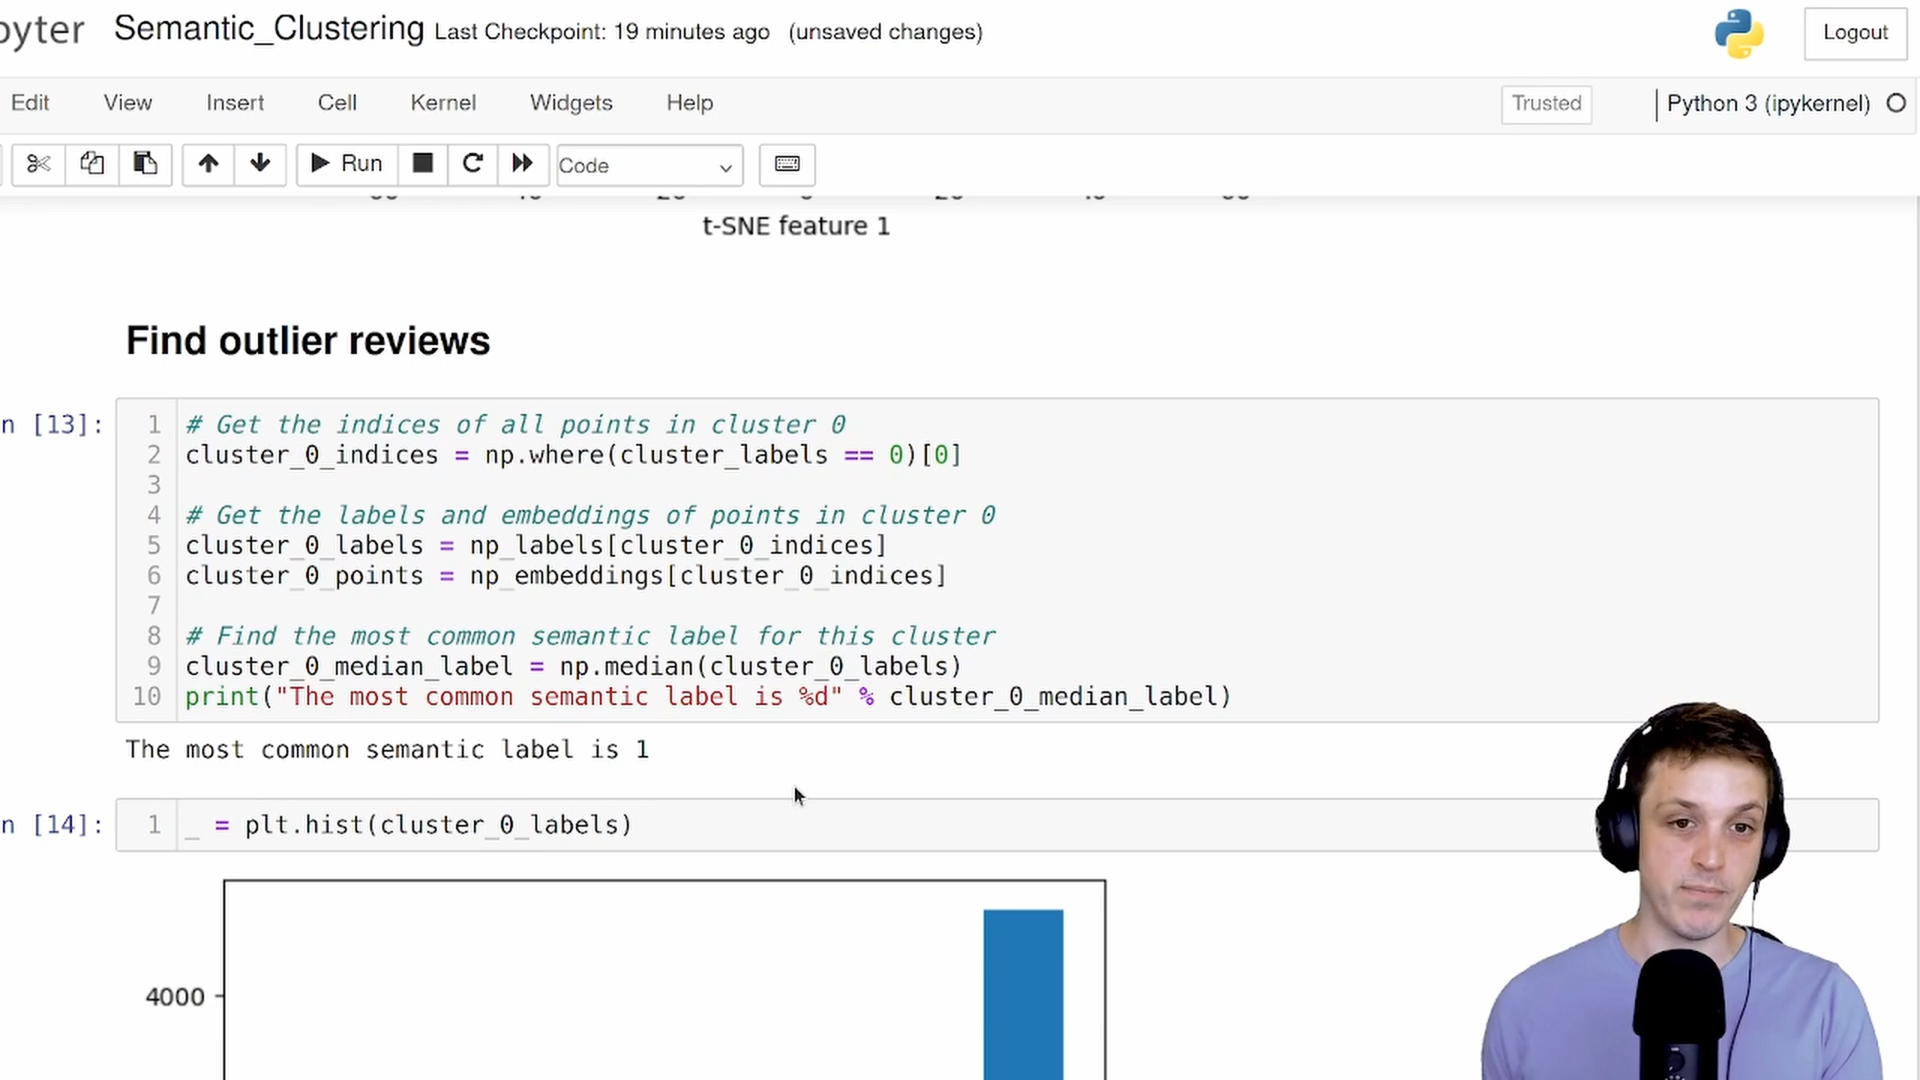 pyter Semantic_Clustering Last Checkpoint: 19 minutes ago (unsaved changes) Logout
Edit View Insert Cell Kernel Widgets Help Trusted Python 3 (ipykernel)
Run Code
t-SNE feature 1
Find outlier reviews
n [13]:
1 # Get the indices of all points in cluster 0
2 cluster_0_indices = np.where(cluster_labels == 0)[0]
3
4 # Get the labels and embeddings of points in cluster 0
5 cluster_0_labels = np_labels[cluster_0_indices]
6 cluster_0_points = np_embeddings[cluster_0_indices]
7
8 # Find the most common semantic label for this cluster
9 cluster_0_median_label = np.median(cluster_0_labels)
10 print("The most common semantic label is %d" % cluster_0_median_label)
The most common semantic label is 1
n [14]:
1 _ = plt.hist(cluster_0_labels)
4000